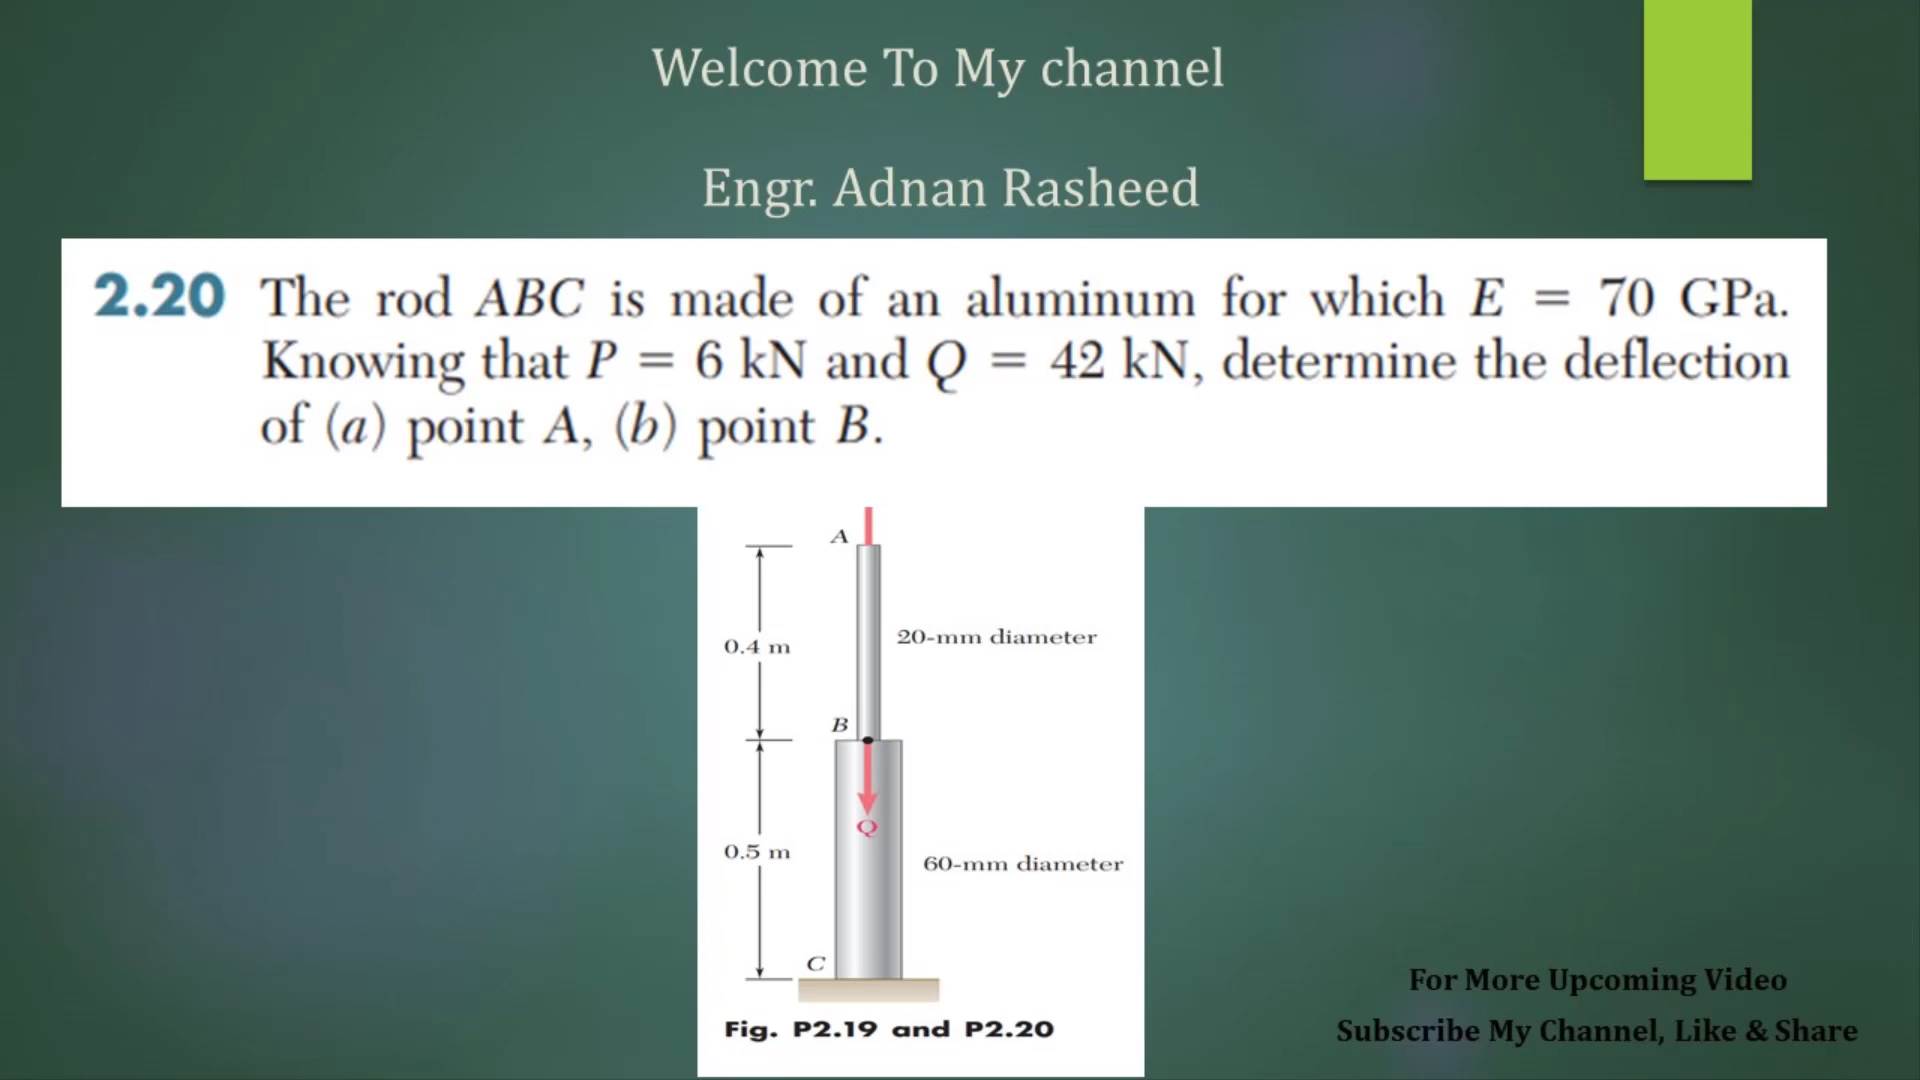 Welcome To My channel
Engr. Adnan Rasheed
2.20 The rod ABC is made of an aluminum for which E = 70 GPa.
Knowing that P = 6 kN and Q = 42 kN, determine the deflection
of (a) point A, (b) point B.
A
0.4 m
20-mm diameter
B
Q
0.5 m
60-mm diameter
C
Fig. P2.19 and P2.20
For More Upcoming Video
Subscribe My Channel, Like & Share